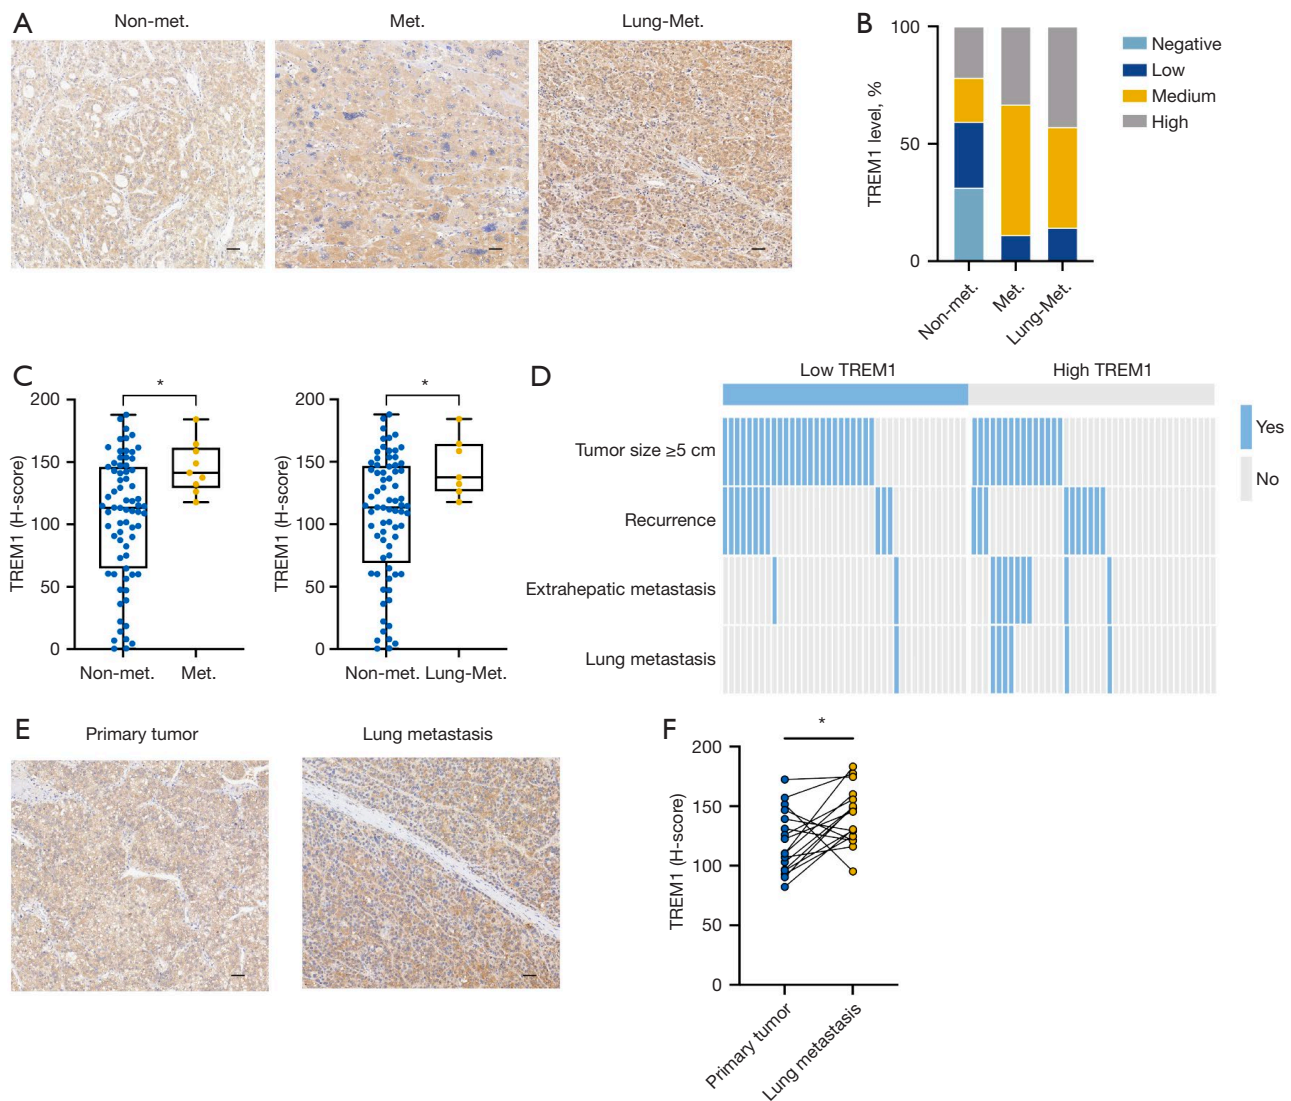 A
Non-met.
Met.
Lung-Met.
B
TREM1 level, %
100
50
0
Non-met.
Met.
Lung-Met.
Negative
Low
Medium
High
C
TREM1 (H-score)
200
150
100
50
0
*
Non-met.
Met.
TREM1 (H-score)
200
150
100
50
0
*
Non-met.
Lung-Met.
D
Low TREM1
High TREM1
Tumor size ≥5 cm
Recurrence
Extrahepatic metastasis
Lung metastasis
Yes
No
E
Primary tumor
Lung metastasis
F
TREM1 (H-score)
200
150
100
50
0
*
Primary tumor
Lung metastasis